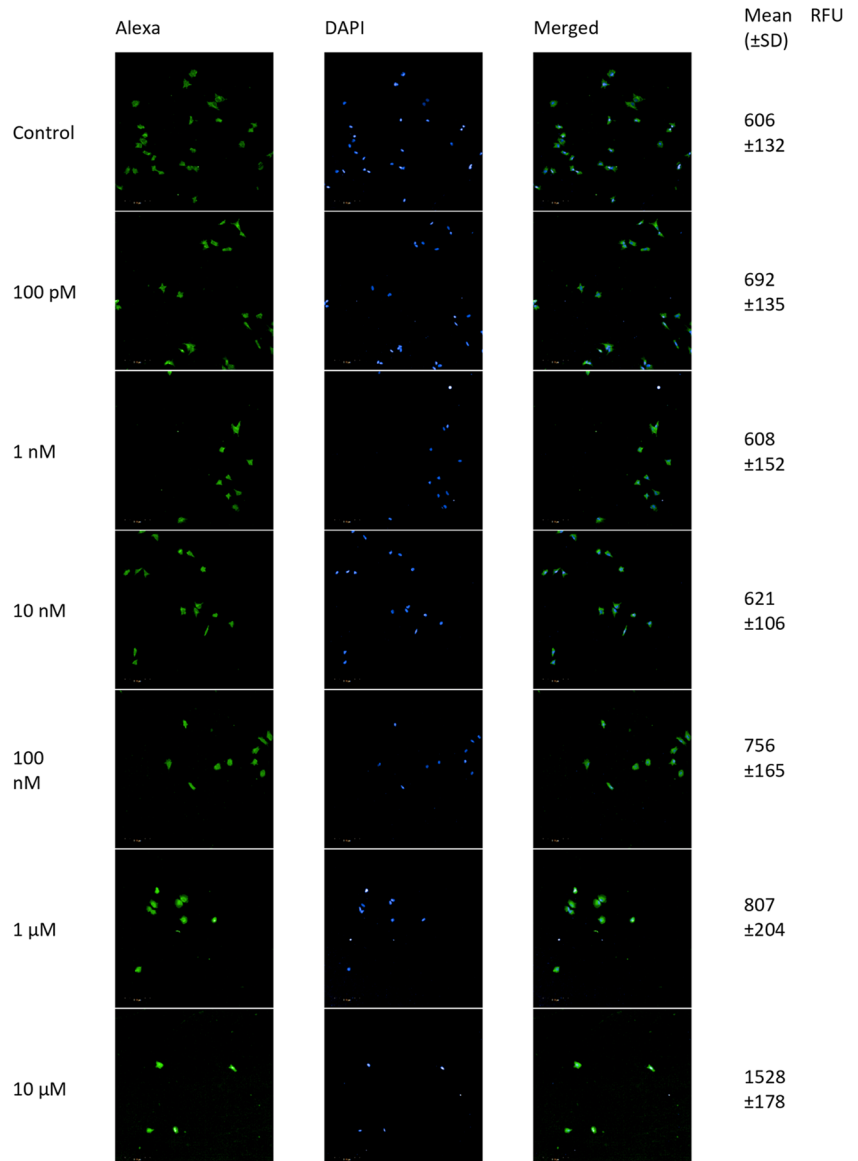 Mean RFU
(±SD)
Alexa DAPI Merged
Control 606
±132
100 pM 692
±135
1 nM 608
±152
10 nM 621
±106
100
nM 756
±165
1 µM 807
±204
10 µM 1528
±178